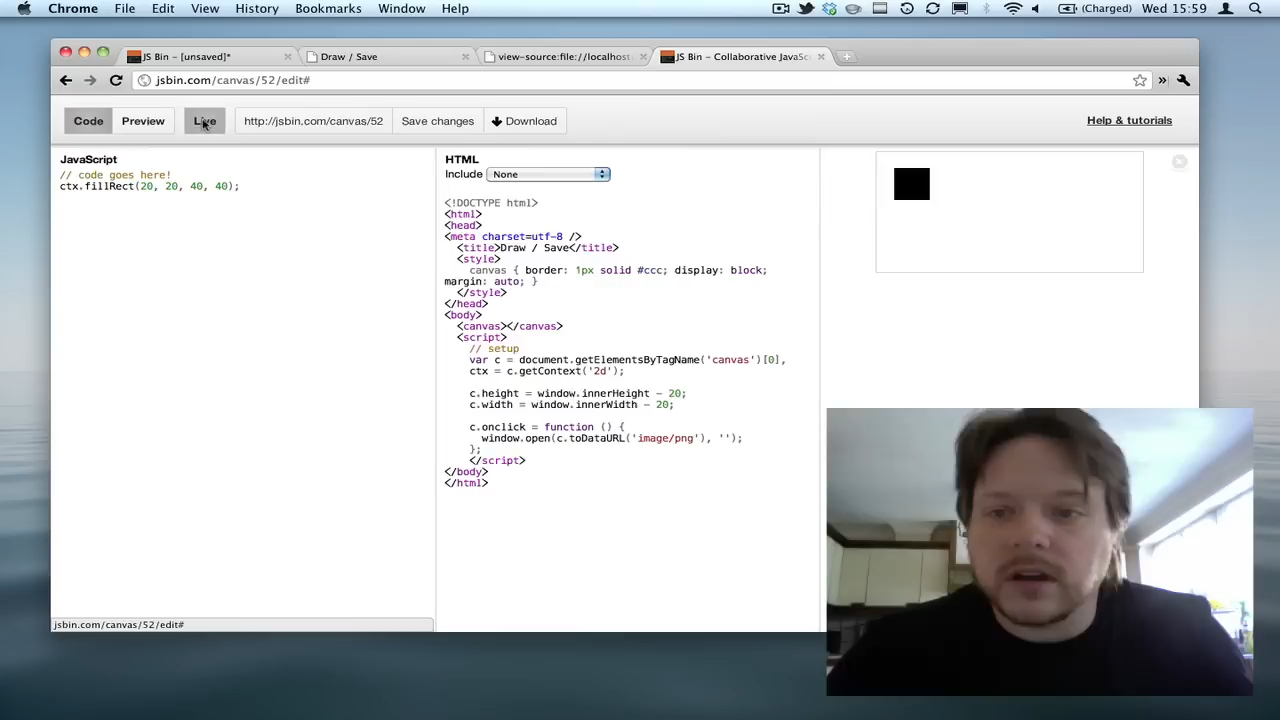 Chrome File Edit View History Bookmarks Window Help (Charged) Wed 15:59
JS Bin – [unsaved]* Draw / Save view-source:file://localhost JS Bin – Collaborative JavaSc
jsbin.com/canvas/52/edit#
Code Preview Live http://jsbin.com/canvas/52 Save changes Download Help & tutorials
JavaScript
// code goes here!
ctx.fillRect(20, 20, 40, 40);
HTML
Include None
<!DOCTYPE html>
<html>
<head>
<meta charset=utf-8 />
<title>Draw / Save</title>
<style>
canvas { border: 1px solid #ccc; display: block;
margin: auto; }
</style>
</head>
<body>
<canvas></canvas>
<script>
// setup
var c = document.getElementsByTagName('canvas')[0],
ctx = c.getContext('2d');
c.height = window.innerHeight - 20;
c.width = window.innerWidth - 20;
c.onclick = function () {
window.open(c.toDataURL('image/png'), '');
};
</script>
</body>
</html>
jsbin.com/canvas/52/edit#